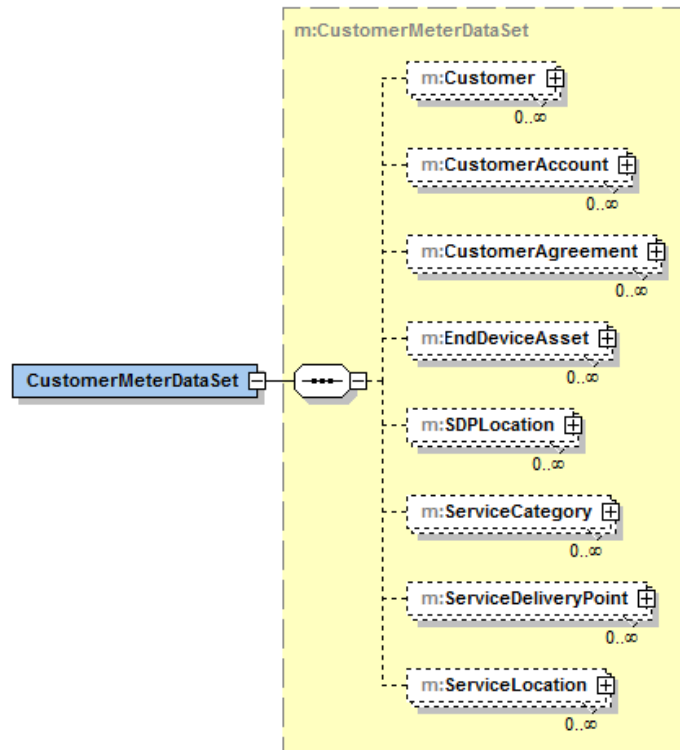 m:CustomerMeterDataSet
m:Customer
0..∞
m:CustomerAccount
0..∞
m:CustomerAgreement
0..∞
m:EndDeviceAsset
0..∞
CustomerMeterDataSet
m:SDPLocation
0..∞
m:ServiceCategory
0..∞
m:ServiceDeliveryPoint
0..∞
m:ServiceLocation
0..∞